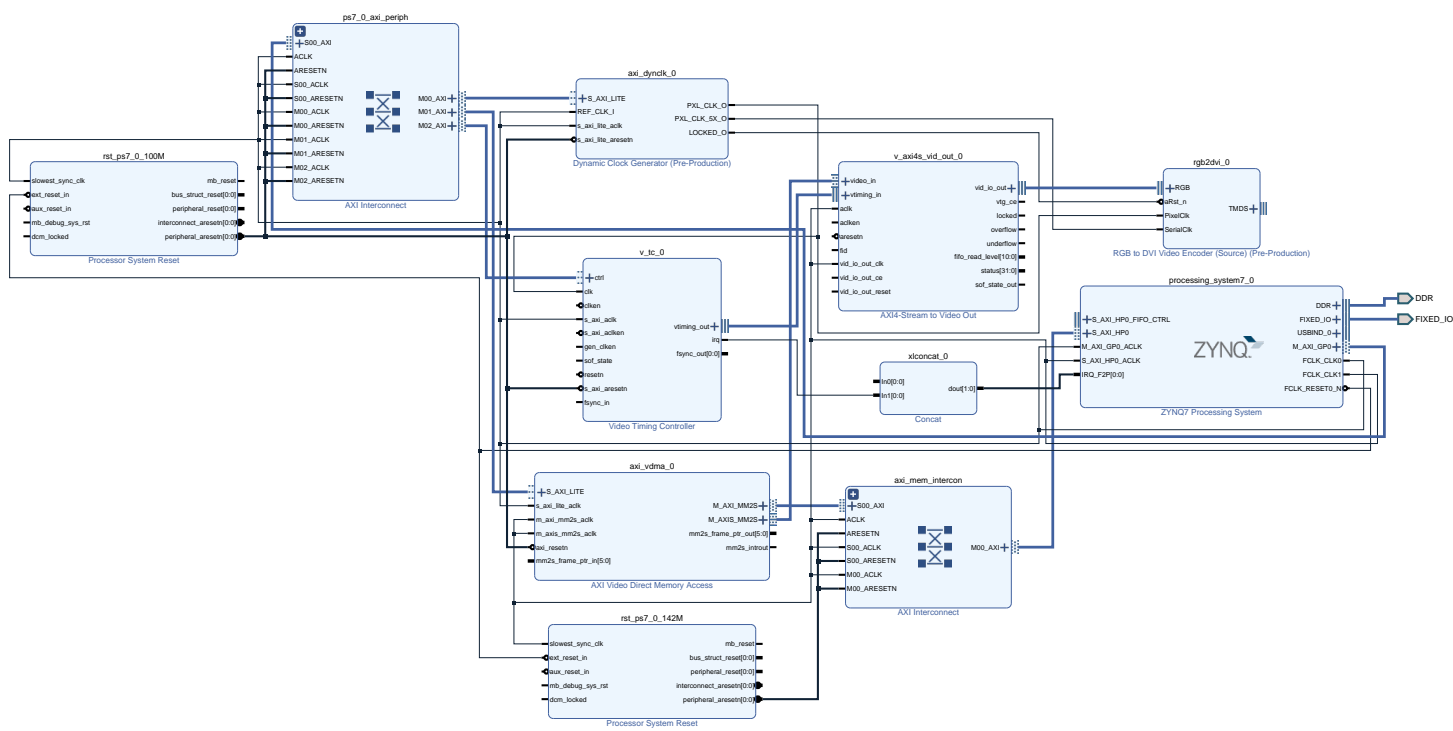 ps7_0_axi_periph
S00_AXI
ACLK
ARESETN
S00_ACLK
S00_ARESETN
M00_ACLK
M00_ARESETN
M01_ACLK
M01_ARESETN
M02_ACLK
M02_ARESETN
M00_AXI
M01_AXI
M02_AXI
AXI Interconnect
rst_ps7_0_100M
slowest_sync_clk
ext_reset_in
aux_reset_in
mb_debug_sys_rst
dcm_locked
mb_reset
bus_struct_reset[0:0]
peripheral_reset[0:0]
interconnect_aresetn[0:0]
peripheral_aresetn[0:0]
Processor System Reset
axi_dynclk_0
S_AXI_LITE
REF_CLK_I
s_axi_lite_aclk
s_axi_lite_aresetn
PXL_CLK_O
PXL_CLK_5X_O
LOCKED_O
Dynamic Clock Generator (Pre-Production)
v_axi4s_vid_out_0
video_in
vtiming_in
aclk
aclken
aresetn
fid
vid_io_out_clk
vid_io_out_ce
vid_io_out_reset
vid_io_out
vtg_ce
locked
overflow
underflow
fifo_read_level[10:0]
status[31:0]
sof_state_out
AXI4-Stream to Video Out
rgb2dvi_0
RGB
aRst_n
PixelClk
SerialClk
TMDS
RGB to DVI Video Encoder (Source) (Pre-Production)
v_tc_0
ctrl
clk
clken
s_axi_aclk
s_axi_aclken
gen_clken
sof_state
resetn
s_axi_aresetn
fsync_in
vtiming_out
irq
fsync_out[0:0]
Video Timing Controller
xlconcat_0
In0[0:0]
In1[0:0]
dout[1:0]
Concat
processing_system7_0
S_AXI_HP0_FIFO_CTRL
S_AXI_HP0
M_AXI_GP0_ACLK
S_AXI_HP0_ACLK
IRQ_F2P[0:0]
ZYNQ
DDR
FIXED_IO
USBIND_0
M_AXI_GP0
FCLK_CLK0
FCLK_CLK1
FCLK_RESET0_N
ZYNQ7 Processing System
DDR
FIXED_IO
axi_vdma_0
S_AXI_LITE
s_axi_lite_aclk
m_axi_mm2s_aclk
m_axis_mm2s_aclk
axi_resetn
mm2s_frame_ptr_in[5:0]
M_AXI_MM2S
M_AXIS_MM2S
mm2s_frame_ptr_out[5:0]
mm2s_introut
AXI Video Direct Memory Access
axi_mem_intercon
S00_AXI
ACLK
ARESETN
S00_ACLK
S00_ARESETN
M00_ACLK
M00_ARESETN
M00_AXI
AXI Interconnect
rst_ps7_0_142M
slowest_sync_clk
ext_reset_in
aux_reset_in
mb_debug_sys_rst
dcm_locked
mb_reset
bus_struct_reset[0:0]
peripheral_reset[0:0]
interconnect_aresetn[0:0]
peripheral_aresetn[0:0]
Processor System Reset